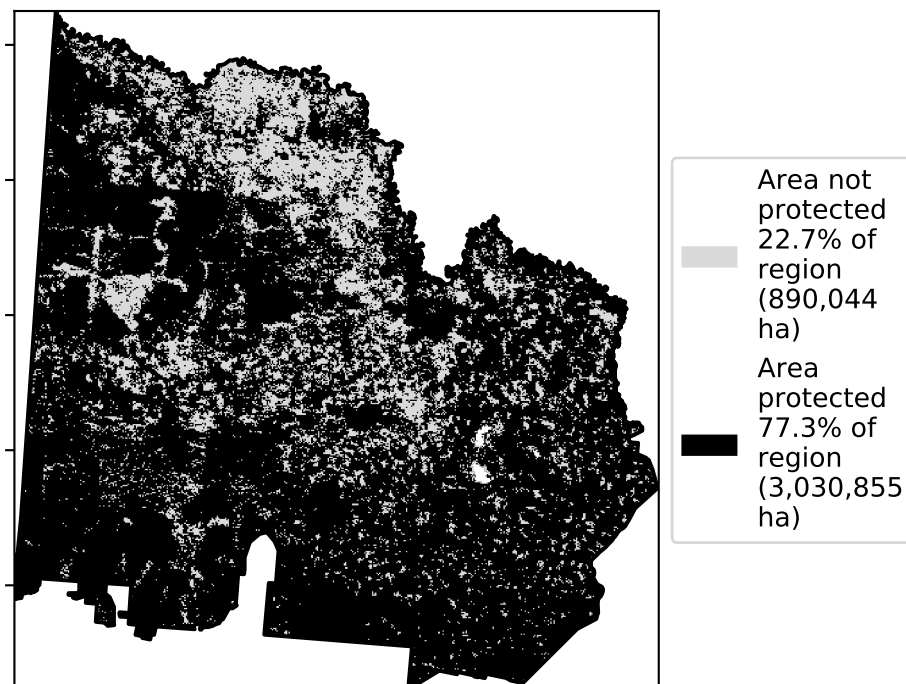 Area not
protected
22.7% of
region
(890,044
ha)
Area
protected
77.3% of
region
(3,030,855
ha)